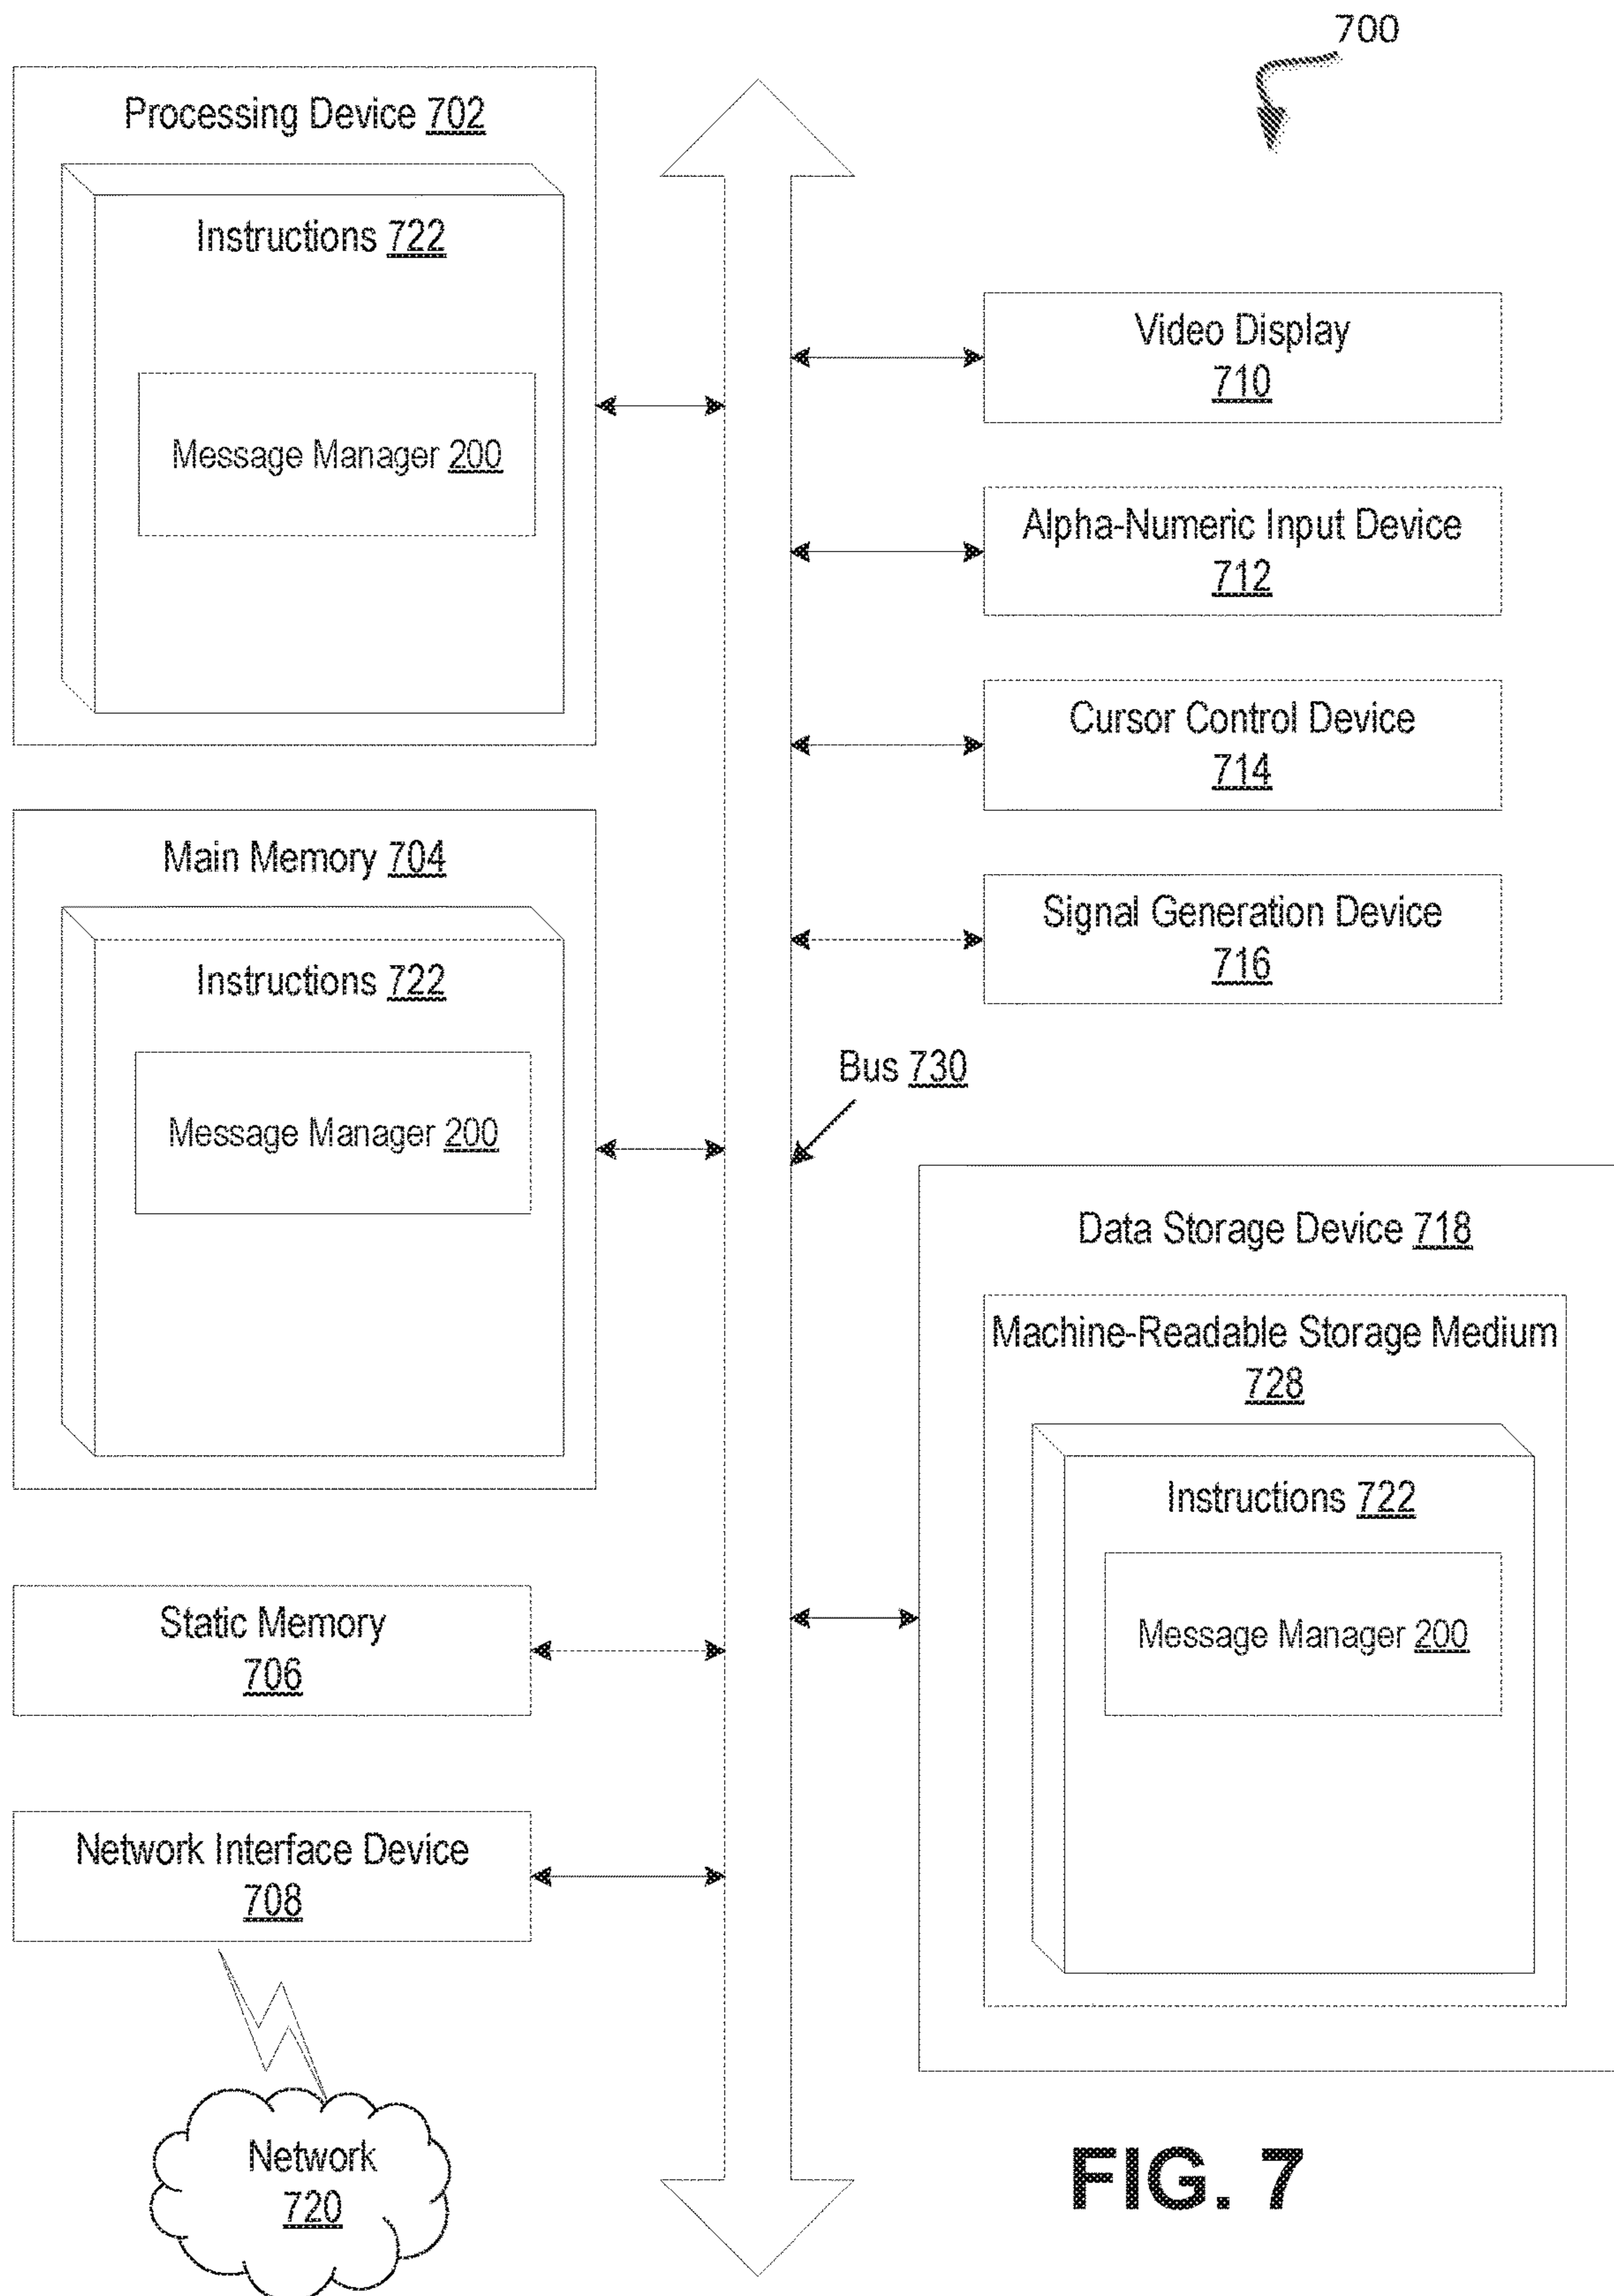 700
Processing Device 702
Instructions 722
Message Manager 200
Main Memory 704
Instructions 722
Message Manager 200
Static Memory
706
Network Interface Device
708
Network
720
Video Display
710
Alpha-Numeric Input Device
712
Cursor Control Device
714
Signal Generation Device
716
Bus 730
Data Storage Device 718
Machine-Readable Storage Medium
728
Instructions 722
Message Manager 200
FIG. 7